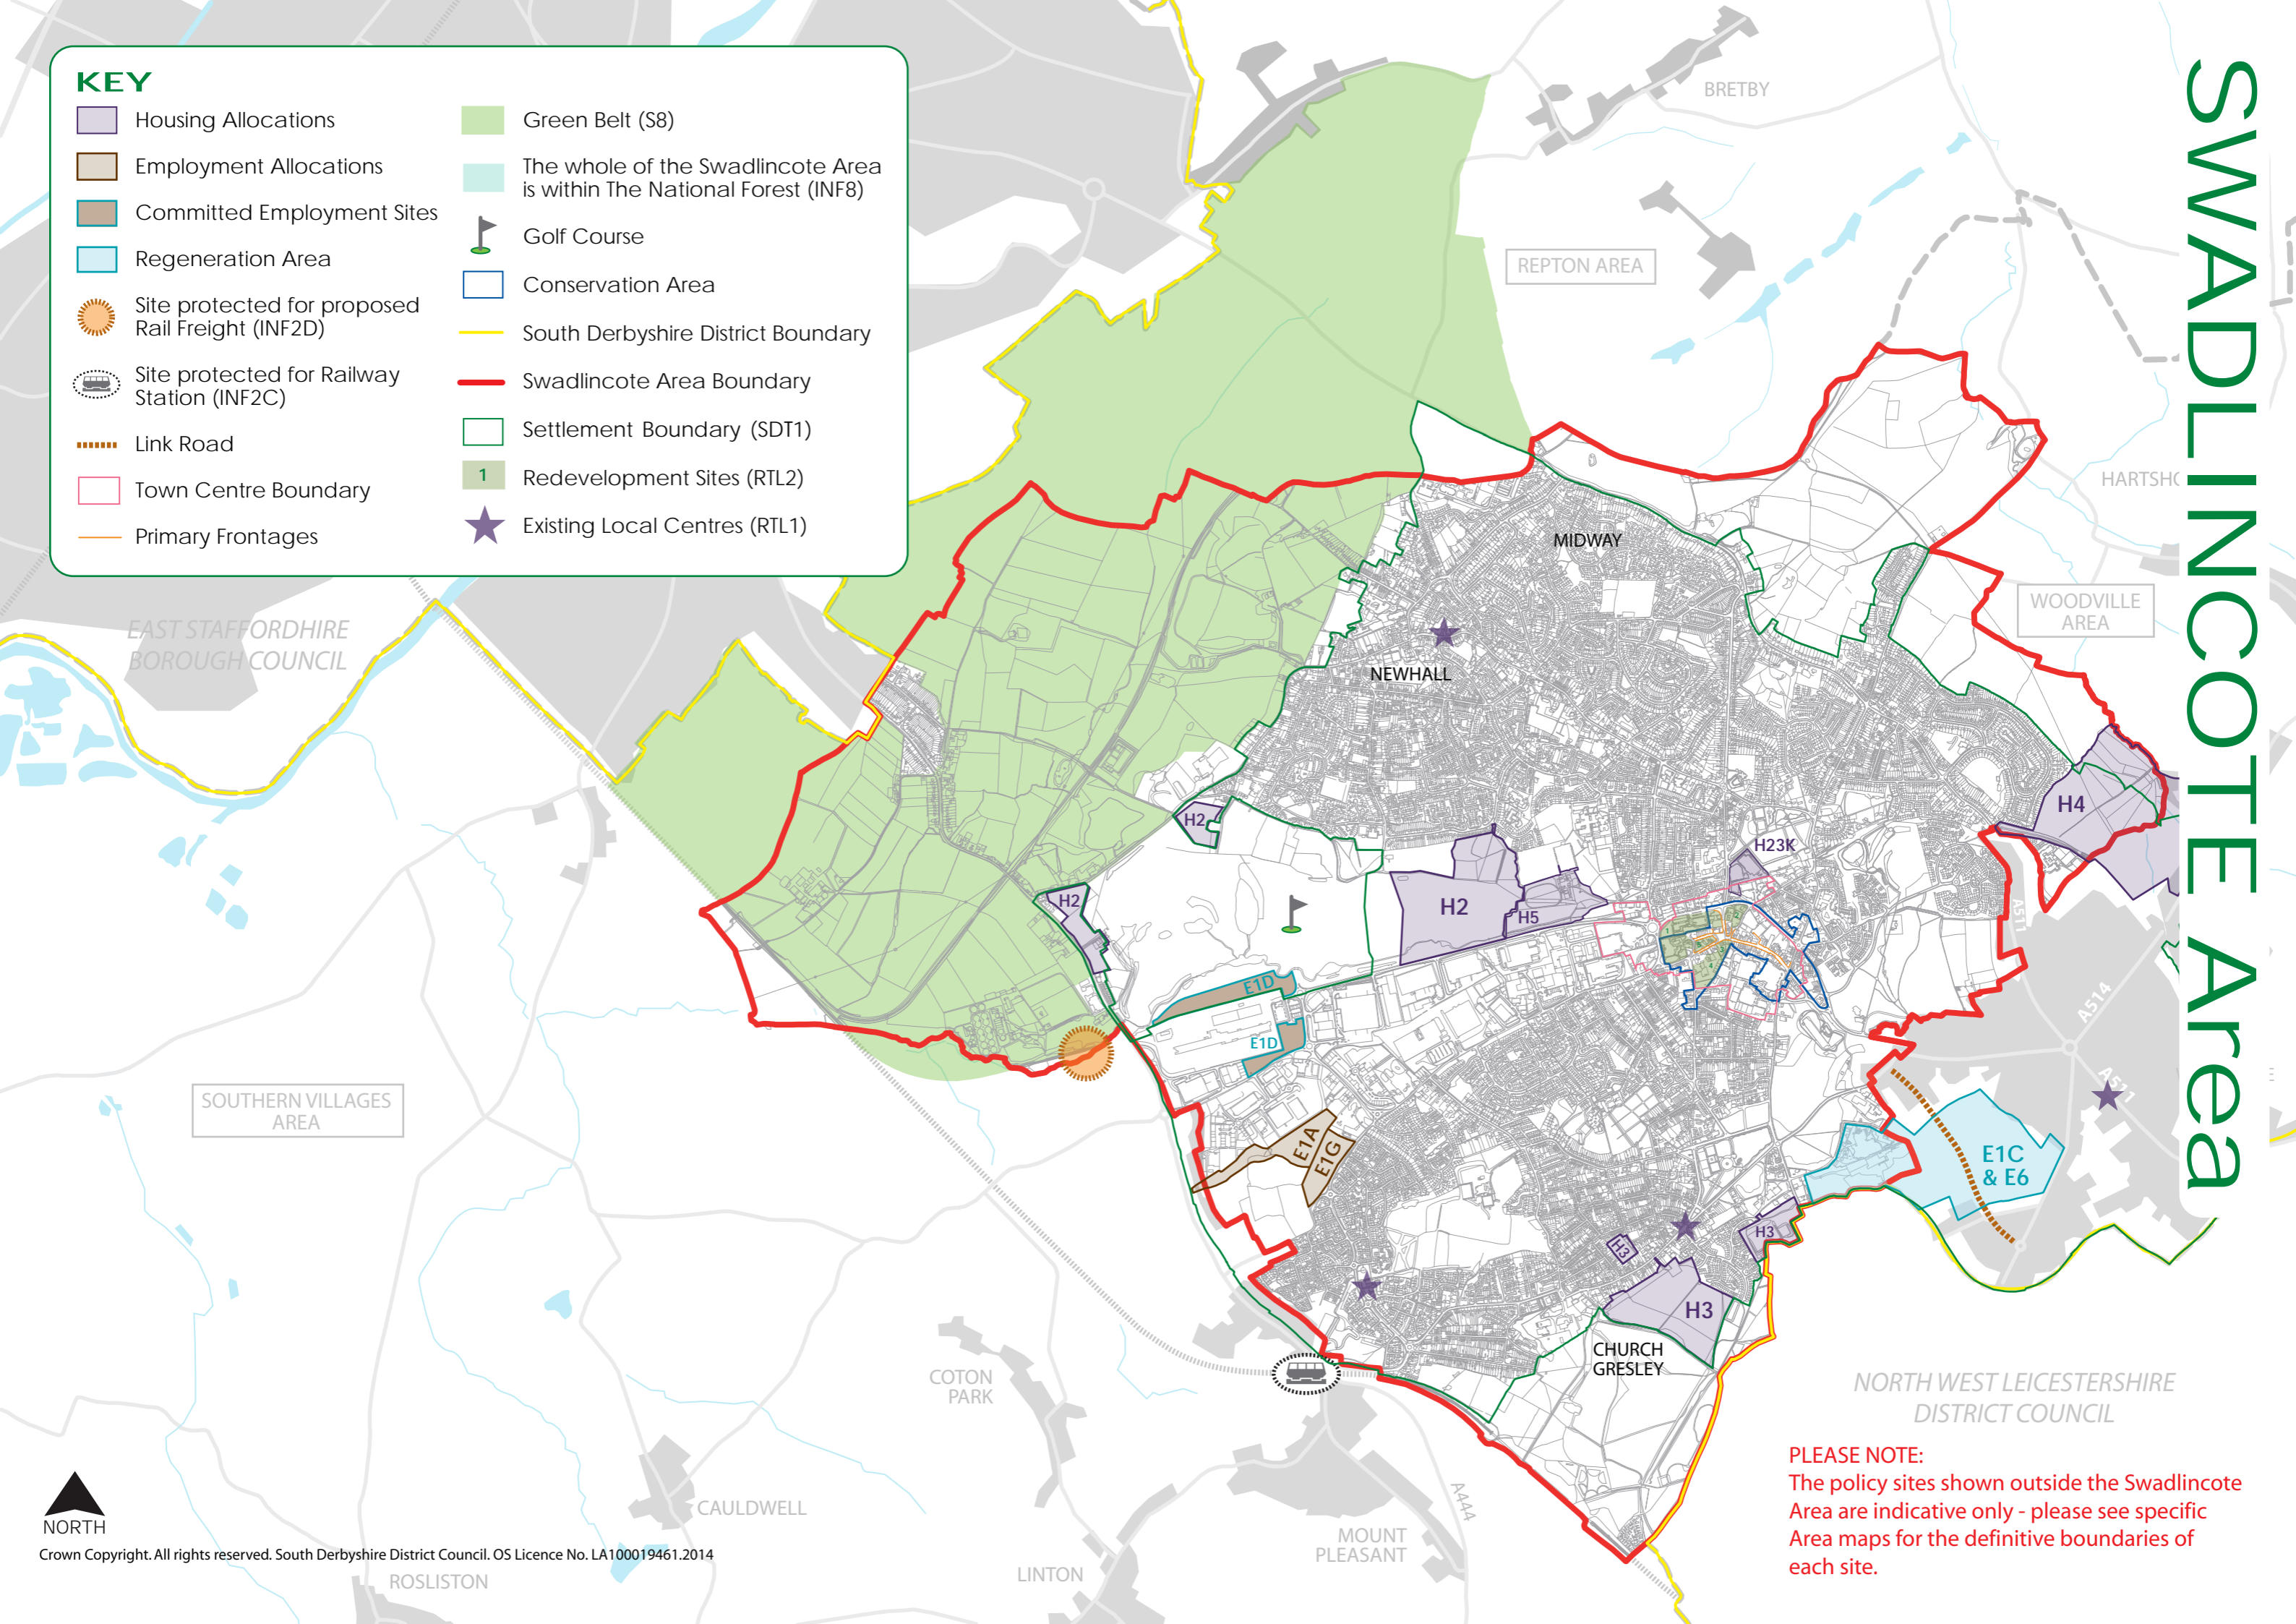 KEY
Housing Allocations
Employment Allocations
Committed Employment Sites
Regeneration Area
Site protected for proposed
Rail Freight (INF2D)
Site protected for Railway
Station (INF2C)
Link Road
Town Centre Boundary
Primary Frontages
Green Belt (S8)
The whole of the Swadlincote Area
is within The National Forest (INF8)
Golf Course
Conservation Area
South Derbyshire District Boundary
Swadlincote Area Boundary
Settlement Boundary (SDT1)
1
Redevelopment Sites (RTL2)
Existing Local Centres (RTL1)
SWADLINCOTE Area
BRETBY
REPTON AREA
HARTSHO
MIDWAY
WOODVILLE
AREA
EAST STAFFORDHIRE
BOROUGH COUNCIL
NEWHALL
H4
H2
H23K
H2
H2
H5
A511
E1D
A514
E1D
A511
SOUTHERN VILLAGES
AREA
E1A
E1G
E1C
& E6
H3
H3
H3
CHURCH
GRESLEY
COTON
PARK
NORTH WEST LEICESTERSHIRE
DISTRICT COUNCIL
PLEASE NOTE:
The policy sites shown outside the Swadlincote
Area are indicative only - please see specific
Area maps for the definitive boundaries of
each site.
A444
CAULDWELL
MOUNT
PLEASANT
NORTH
Crown Copyright. All rights reserved. South Derbyshire District Council. OS Licence No. LA100019461.2014
LINTON
ROSLISTON